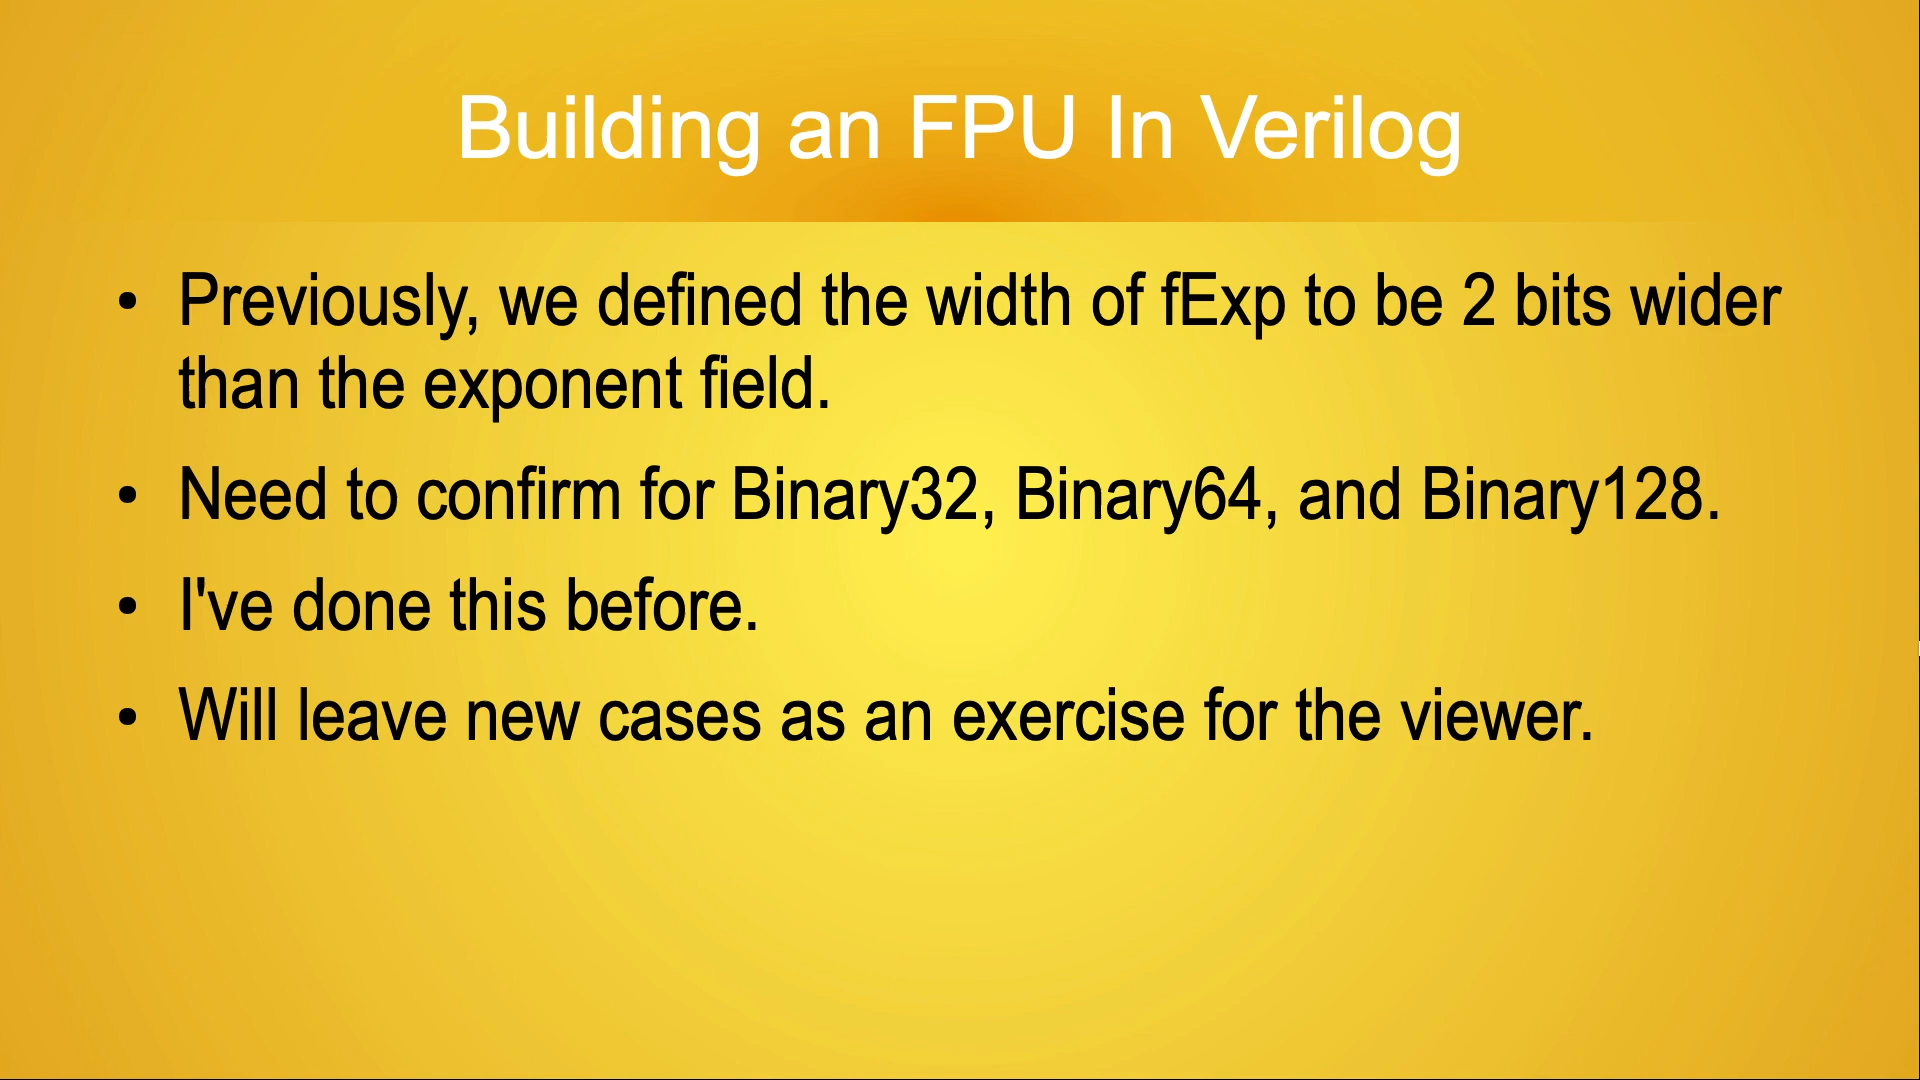 Building an FPU In Verilog
• Previously, we defined the width of fExp to be 2 bits wider
than the exponent field.
• Need to confirm for Binary32, Binary64, and Binary128.
• I've done this before.
• Will leave new cases as an exercise for the viewer.